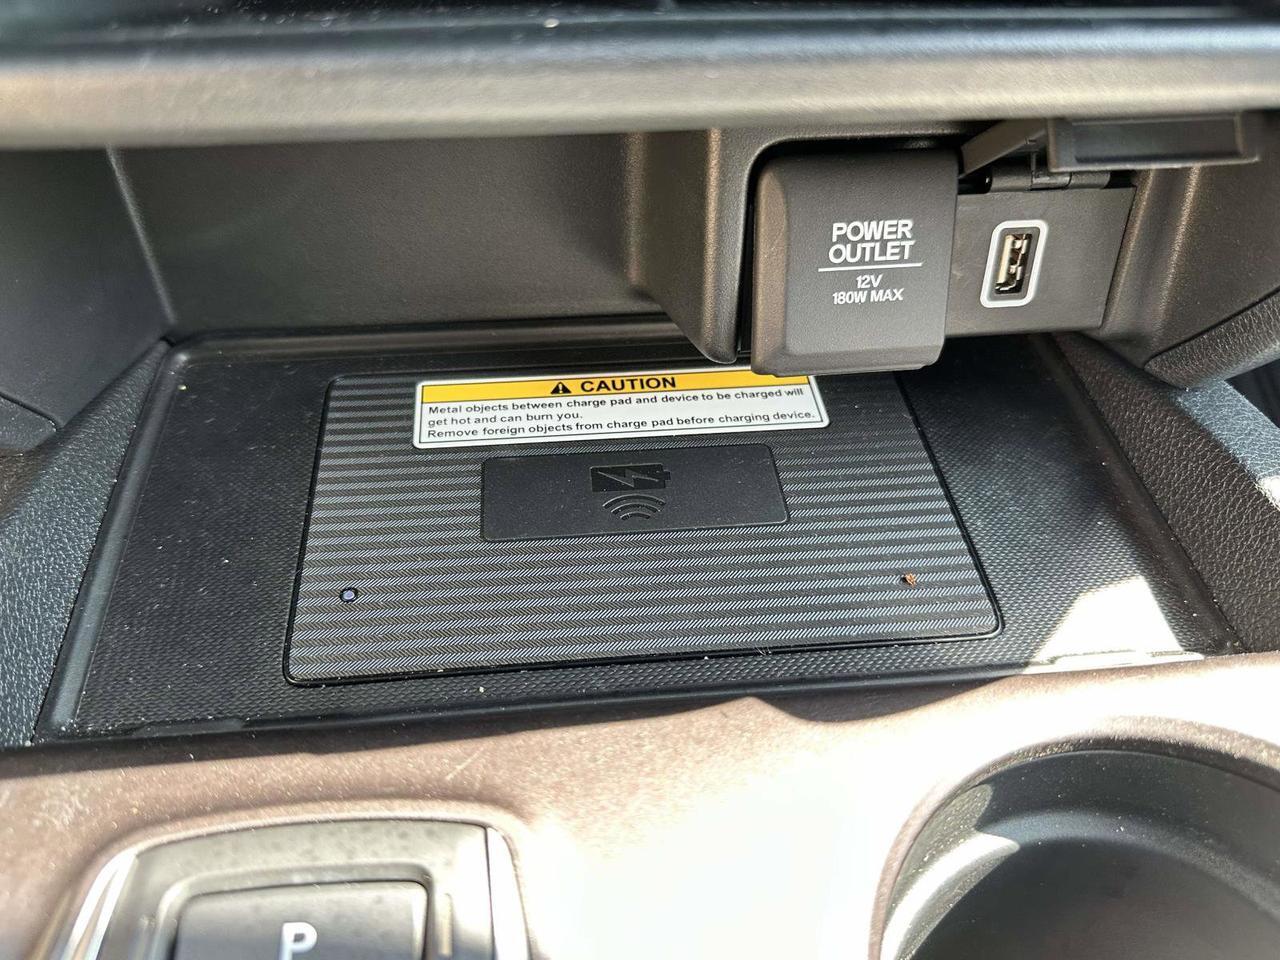 POWER
OUTLET
12V
180W MAX
CAUTION
Metal objects between charge pad and device to be charged will
get hot and can burn you.
Remove foreign objects from charge pad before charging device.
P